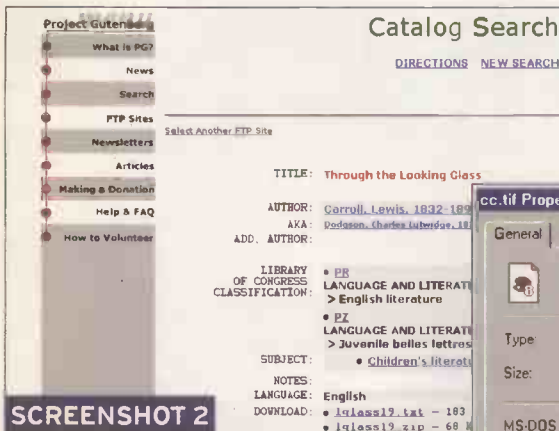 Project Gutenberg
What is PG?
News
Search
FTP Sites
Newsletters
Articles
Making a Donation
Help & FAQ
How to Volunteer
Catalog Search
DIRECTIONS NEW SEARCH
Select Another FTP Site
TITLE: Through the Looking Glass
AUTHOR: Carroll, Lewis, 1832-189
AKA: Dodgson, Charles Lutwidge, 18
ADD. AUTHOR:
LIBRARY OF CONGRESS CLASSIFICATION:
• PR
LANGUAGE AND LITERAT
> English literature
• PZ
LANGUAGE AND LITERAT
> Juvenile belles lettres
SUBJECT: • Children's literatu
NOTES:
LANGUAGE: English
DOWNLOAD: • lglass19.txt – 183
• lglass19.zip – 68 K
cc.tif Prope
General
Type:
Size:
MS-DOS
SCREENSHOT 2